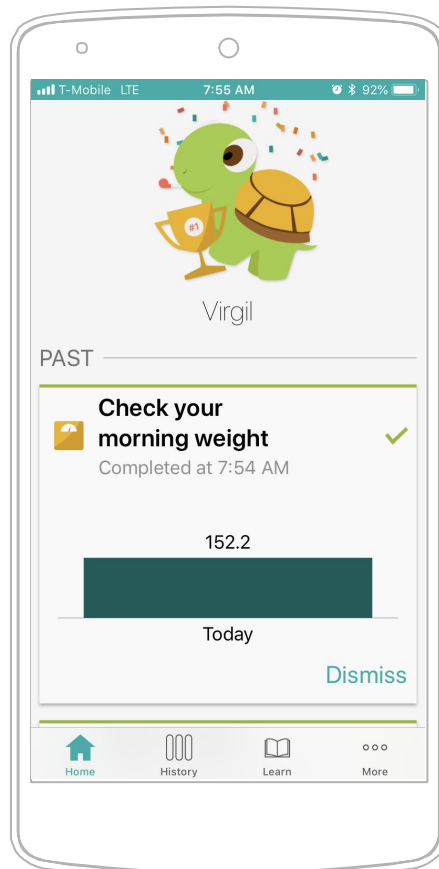 T-Mobile LTE 7:55 AM 92%
#1
Virgil
PAST
Check your
morning weight
Completed at 7:54 AM
152.2
Today
Dismiss
Home History Learn More